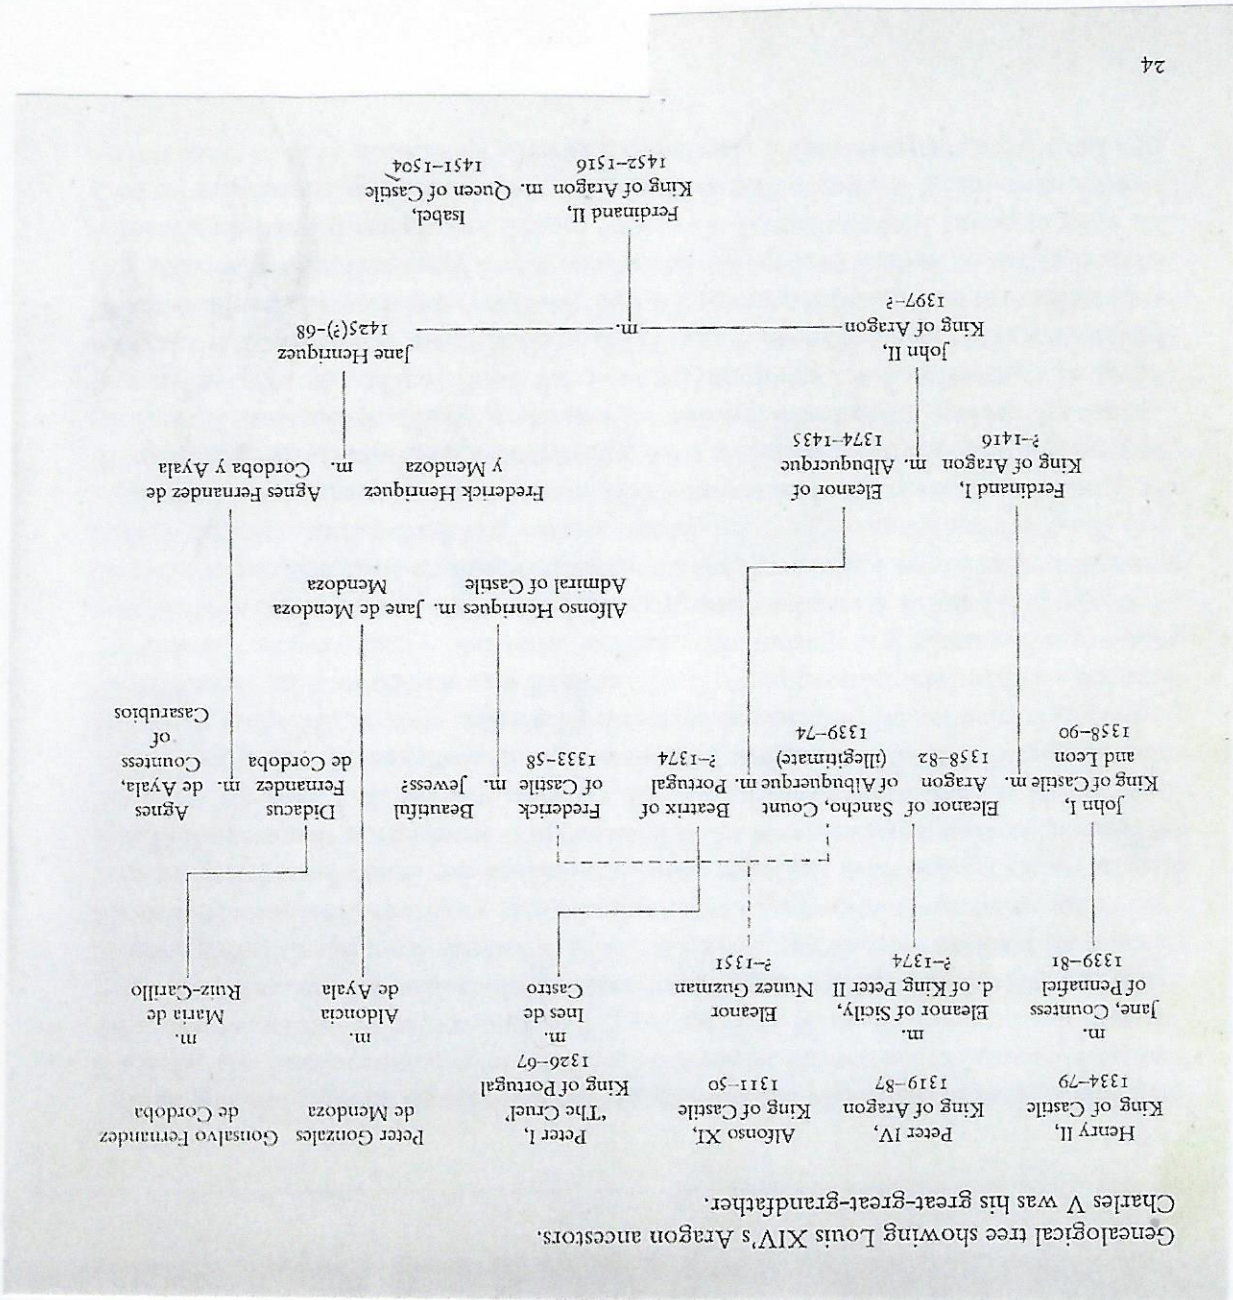 Genealogical tree showing Louis XIV's Aragon ancestors.
Charles V was his great-great-grandfather.
Henry II,
King of Castile
1334–79
m.
Jane, Countess
of Pennafiel
1339–81
Peter IV,
King of Aragon
1319–87
m.
Eleanor of Sicily,
d. of King Peter II
?–1374
Alfonso XI,
King of Castile
1311–50
Eleanor
Nunez Guzman
?–1351
Peter I,
'The Cruel'
King of Portugal
1326–67
m.
Ines de
Castro
Peter Gonzales
de Mendoza
m.
Aldoncia
de Ayala
Gonsalvo Fernandez
de Cordoba
m.
Maria de
Ruiz-Carillo
John I,
King of Castile m.
and Leon
1358–90
Eleanor of
Aragon
1358–82
Sancho, Count
of Albuquerque m.
(illegitimate)
1339–74
Beatrix of
Portugal
?–1374
Frederick
of Castile m.
1333–58
Beautiful
Jewess?
Didacus
Fernandez m.
de Cordoba
Agnes
de Ayala,
Countess
of
Casarubios
Alfonso Henriques m. Jane de Mendoza
Admiral of Castile Mendoza
Ferdinand I,
King of Aragon m.
?–1416
Eleanor of
Albuquerque
1374–1435
Frederick Henriquez
y Mendoza m.
Agnes Fernandez de
Cordoba y Ayala
John II,
King of Aragon
1397–?
m.
Jane Henriquez
1425(?)–68
Ferdinand II,
King of Aragon m.
1452–1516
Isabel,
Queen of Castile
1451–1504
24